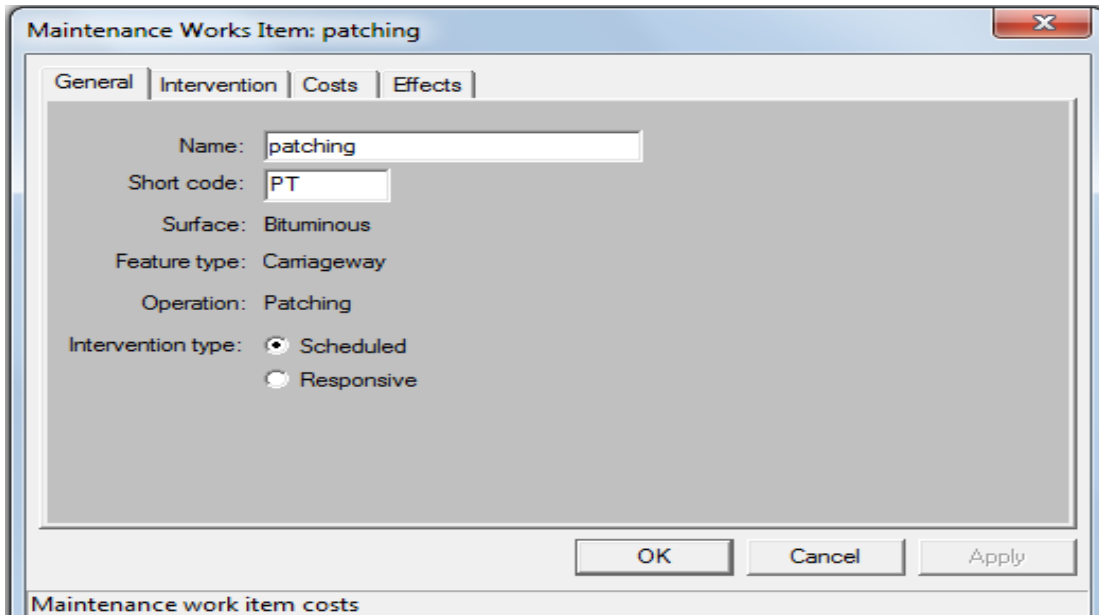 Maintenance Works Item: patching
General Intervention Costs Effects
Name: patching
Short code: PT
Surface: Bituminous
Feature type: Carriageway
Operation: Patching
Intervention type: Scheduled
Responsive
OK Cancel Apply
Maintenance work item costs